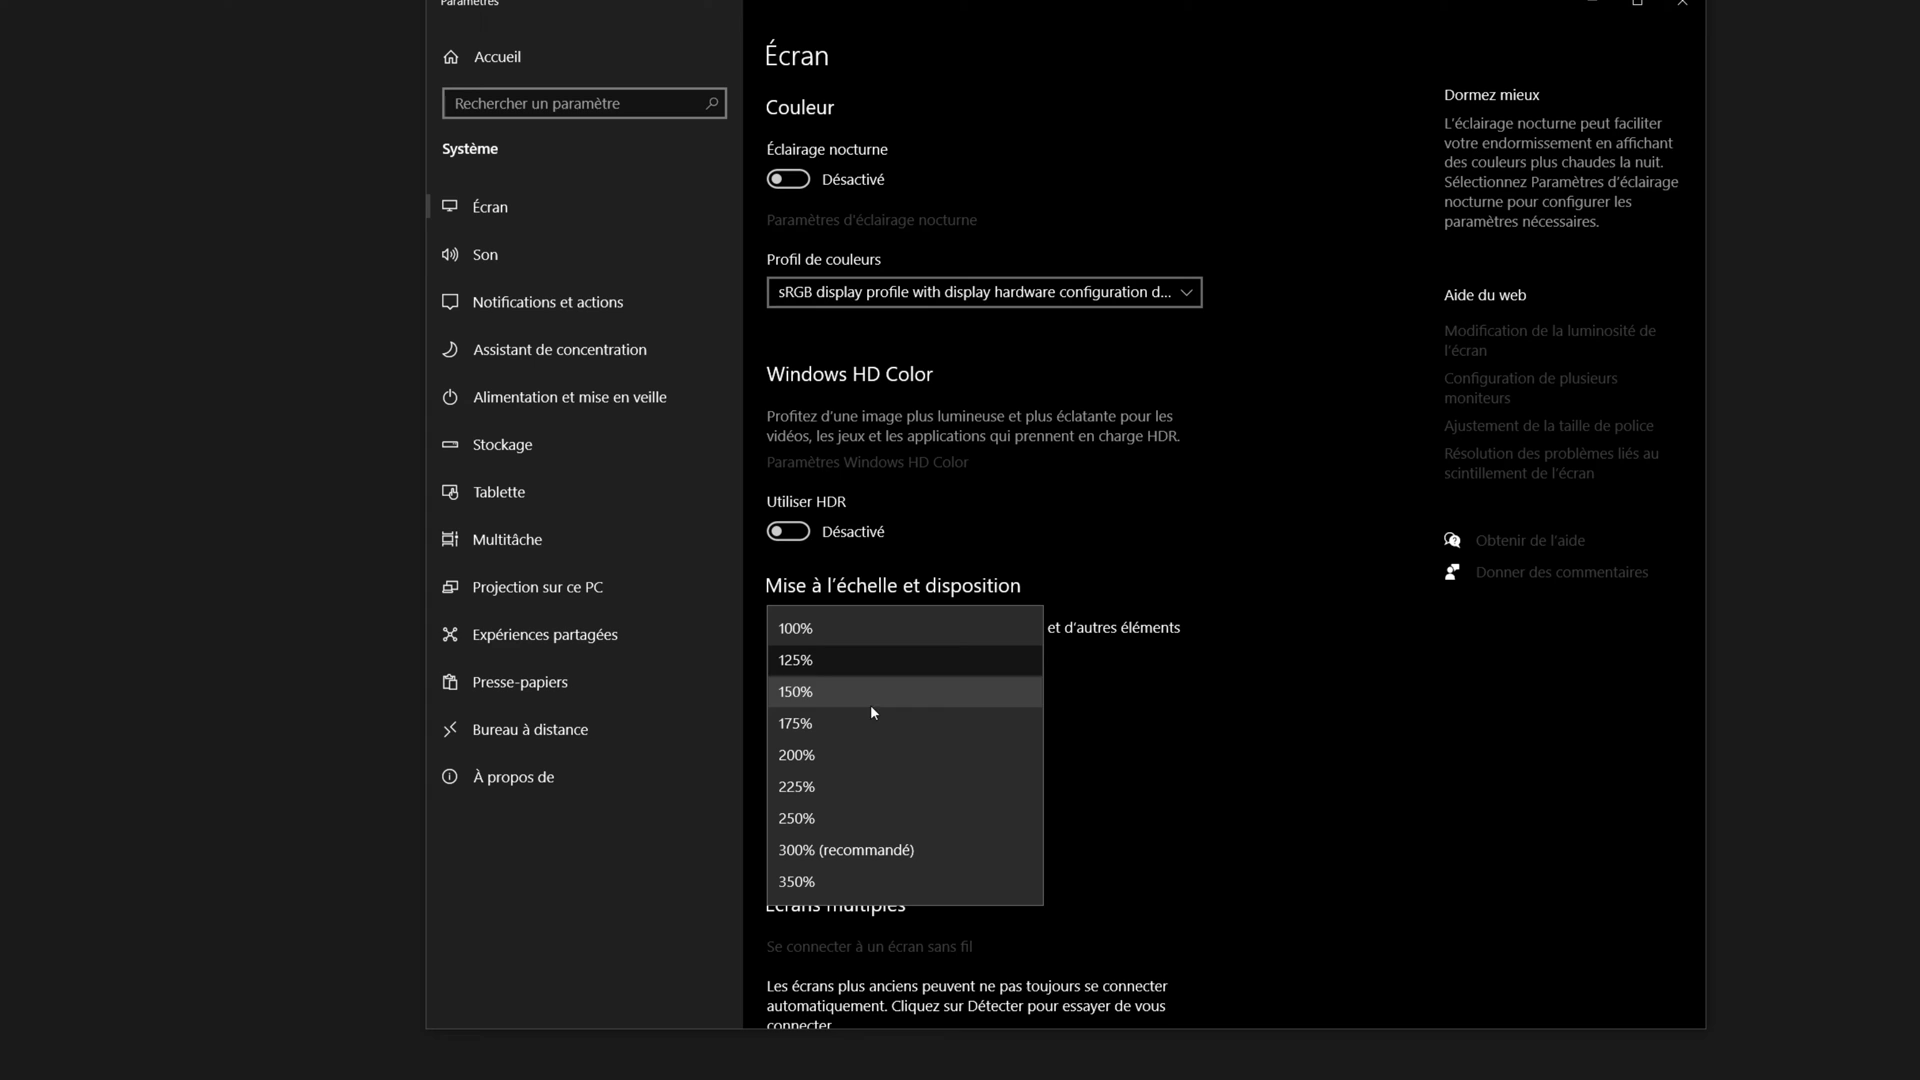 Paramètres
Accueil
Rechercher un paramètre
Système
Écran
Son
Notifications et actions
Assistant de concentration
Alimentation et mise en veille
Stockage
Tablette
Multitâche
Projection sur ce PC
Expériences partagées
Presse-papiers
Bureau à distance
À propos de
Écran
Couleur
Éclairage nocturne
Désactivé
Paramètres d'éclairage nocturne
Profil de couleurs
sRGB display profile with display hardware configuration d...
Windows HD Color
Profitez d'une image plus lumineuse et plus éclatante pour les
vidéos, les jeux et les applications qui prennent en charge HDR.
Paramètres Windows HD Color
Utiliser HDR
Désactivé
Mise à l'échelle et disposition
et d'autres éléments
100%
125%
150%
175%
200%
225%
250%
300% (recommandé)
350%
Écrans multiples
Se connecter à un écran sans fil
Les écrans plus anciens peuvent ne pas toujours se connecter
automatiquement. Cliquez sur Détecter pour essayer de vous
connecter
Dormez mieux
L'éclairage nocturne peut faciliter
votre endormissement en affichant
des couleurs plus chaudes la nuit.
Sélectionnez Paramètres d'éclairage
nocturne pour configurer les
paramètres nécessaires.
Aide du web
Modification de la luminosité de
l'écran
Configuration de plusieurs
moniteurs
Ajustement de la taille de police
Résolution des problèmes liés au
scintillement de l'écran
Obtenir de l'aide
Donner des commentaires